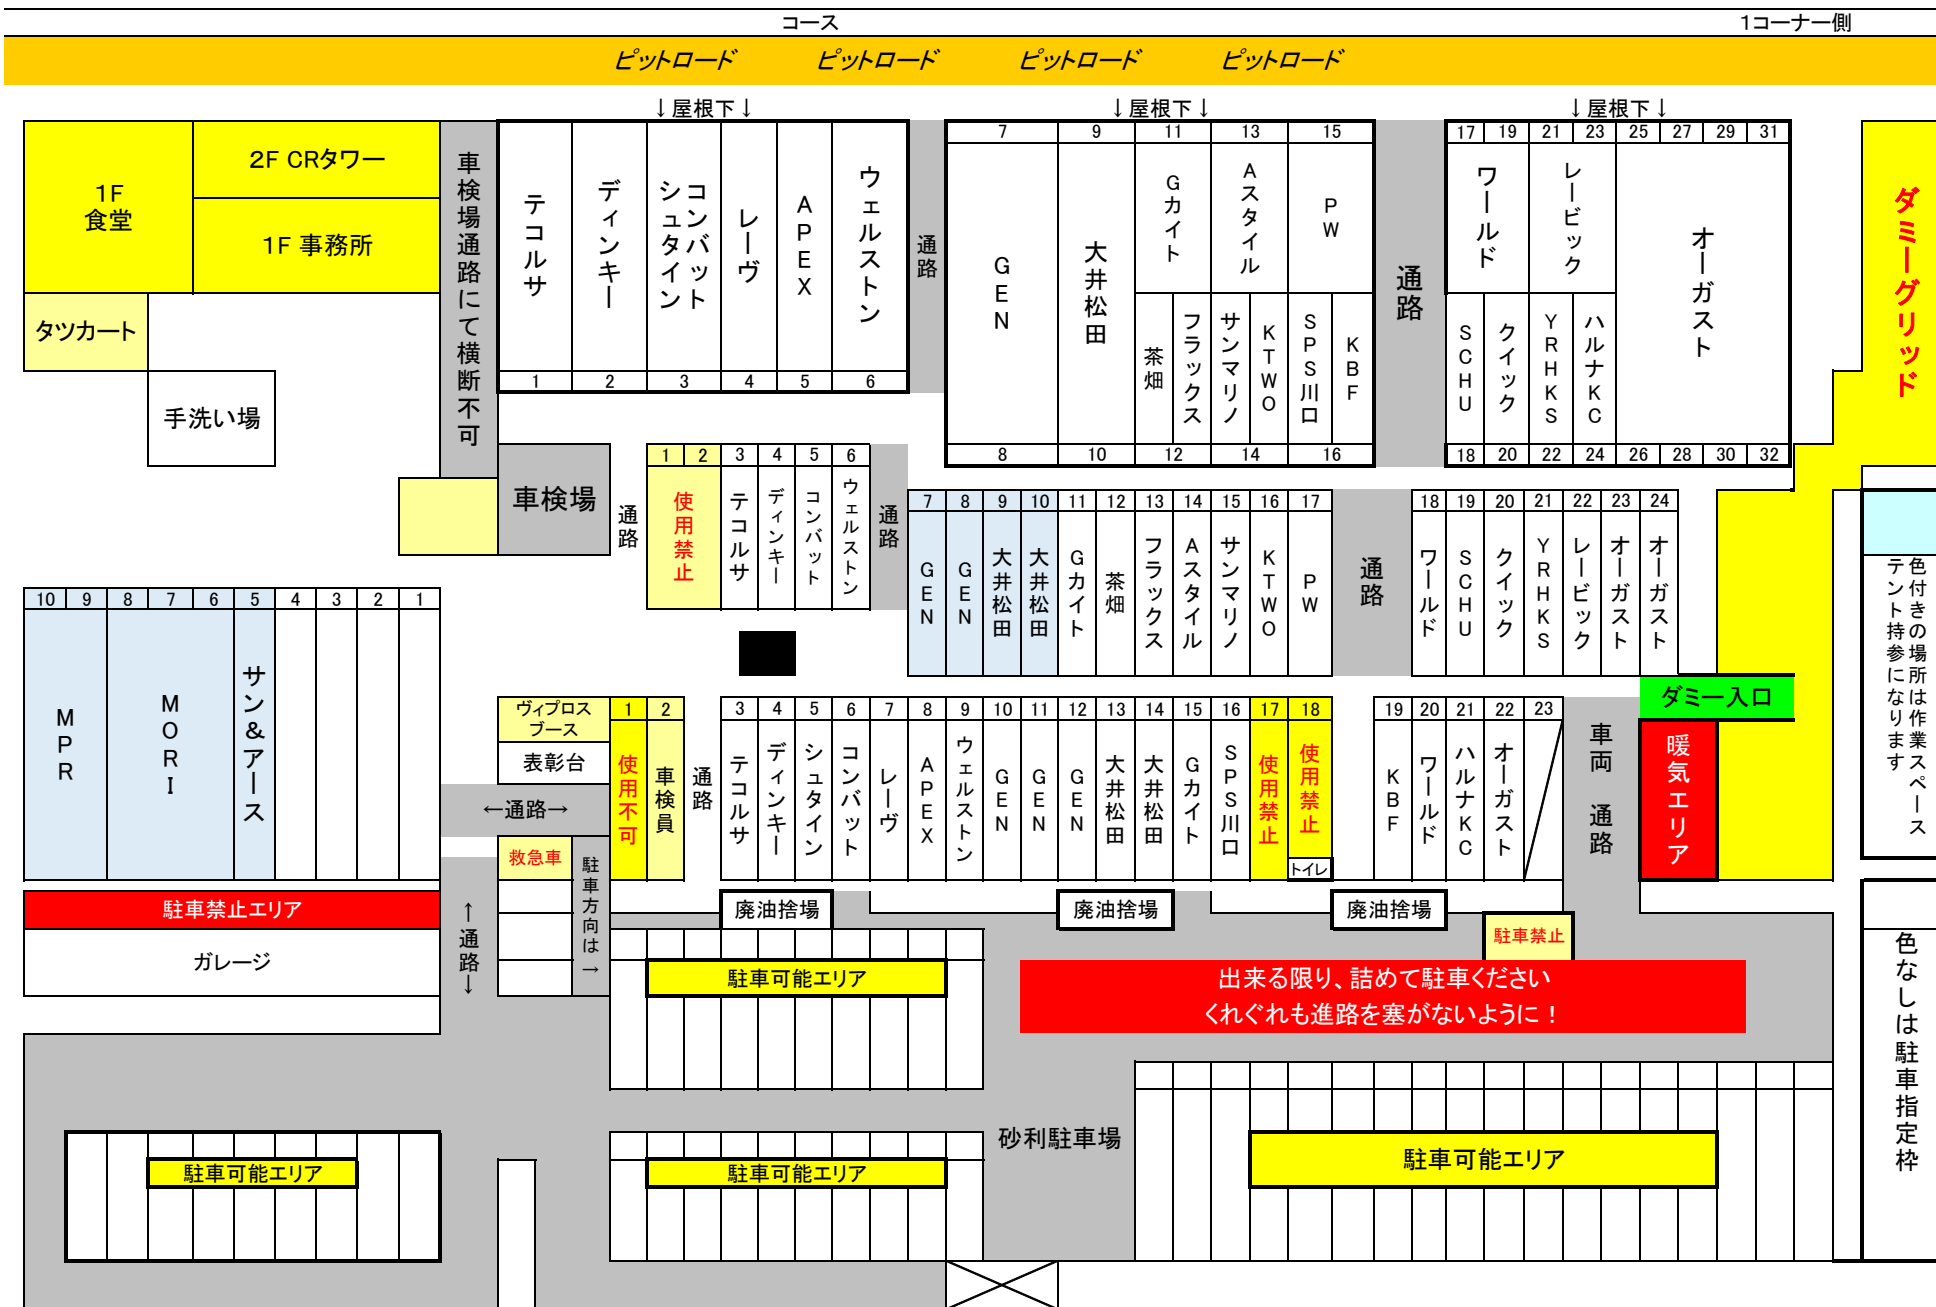 コース
1コーナー側
ピットロード ピットロード ピットロード ピットロード
↓屋根下↓ ↓屋根下↓ ↓屋根下↓
1F
食堂
2F CRタワー
1F 事務所
タツカート
手洗い場
車検場通路にて横断不可
テコルサ
ディンキー
コンバット
シュタイン
レーヴ
APEX
ウェルストン
1 2 3 4 5 6
通路
7 9 11 13 15
GEN
大井松田
Gカイト
Aスタイル
PW
茶畑
フラックス
サンマリノ
KTWO
SPS川口
KBF
8 10 12 14 16
通路
17 19 21 23 25 27 29 31
ワールド
レービック
オーガスト
SCHU
クイック
YRHKS
ハルナKC
18 20 22 24 26 28 30 32
ダミーグリッド
車検場
通路
1 2 3 4 5 6
使用禁止
テコルサ
ディンキー
コンバット
ウェルストン
通路
7 8 9 10 11 12 13 14 15 16 17
GEN
GEN
大井松田
大井松田
Gカイト
茶畑
フラックス
Aスタイル
サンマリノ
KTWO
PW
通路
18 19 20 21 22 23 24
ワールド
SCHU
クイック
YRHKS
レービック
オーガスト
オーガスト
色付きの場所は作業スペース
テント持参になります
10 9 8 7 6 5 4 3 2 1
MPR
MORI
サン&アース
ヴィプロス
ブース
表彰台
←通路→
1 2
使用不可
車検員
通路
3 4 5 6 7 8 9 10 11 12 13 14 15 16 17 18
テコルサ
ディンキー
シュタイン
コンバット
レーヴ
APEX
ウェルストン
GEN
GEN
GEN
大井松田
大井松田
Gカイト
SPS川口
使用禁止
使用禁止
トイレ
19 20 21 22 23
KBF
ワールド
ハルナKC
オーガスト
車両 通路
ダミー入口
暖気エリア
救急車
駐車方向は→
駐車禁止エリア
ガレージ
↑通路↓
廃油捨場 廃油捨場 廃油捨場
駐車禁止
駐車可能エリア
出来る限り、詰めて駐車ください
くれぐれも進路を塞がないように！
色なしは駐車指定枠
砂利駐車場
駐車可能エリア
駐車可能エリア
駐車可能エリア